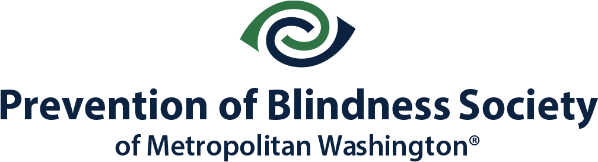 Prevention of Blindness Society
of Metropolitan Washington®